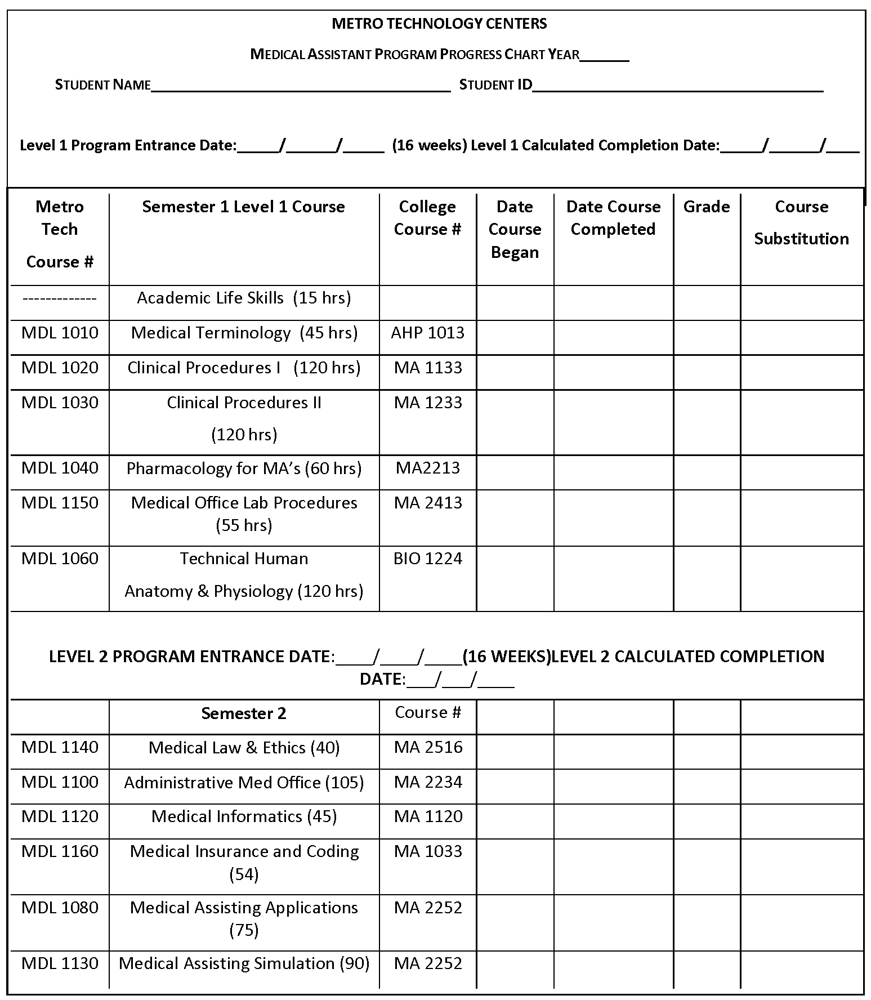 METRO TECHNOLOGY CENTERS
MEDICAL ASSISTANT PROGRAM PROGRESS CHART YEAR______
STUDENT NAME____________________________________ STUDENT ID___________________________________
Level 1 Program Entrance Date:_____/______/_____ (16 weeks) Level 1 Calculated Completion Date:_____/______/____
Metro Tech Course # Semester 1 Level 1 Course College Course # Date Course Began Date Course Completed Grade Course Substitution
------------- Academic Life Skills (15 hrs)
MDL 1010 Medical Terminology (45 hrs) AHP 1013
MDL 1020 Clinical Procedures I (120 hrs) MA 1133
MDL 1030 Clinical Procedures II MA 1233
(120 hrs)
MDL 1040 Pharmacology for MA’s (60 hrs) MA2213
MDL 1150 Medical Office Lab Procedures MA 2413
(55 hrs)
MDL 1060 Technical Human BIO 1224
Anatomy & Physiology (120 hrs)
LEVEL 2 PROGRAM ENTRANCE DATE:____/____/____(16 WEEKS)LEVEL 2 CALCULATED COMPLETION
DATE:___/___/____
Semester 2 Course #
MDL 1140 Medical Law & Ethics (40) MA 2516
MDL 1100 Administrative Med Office (105) MA 2234
MDL 1120 Medical Informatics (45) MA 1120
MDL 1160 Medical Insurance and Coding MA 1033
(54)
MDL 1080 Medical Assisting Applications MA 2252
(75)
MDL 1130 Medical Assisting Simulation (90) MA 2252